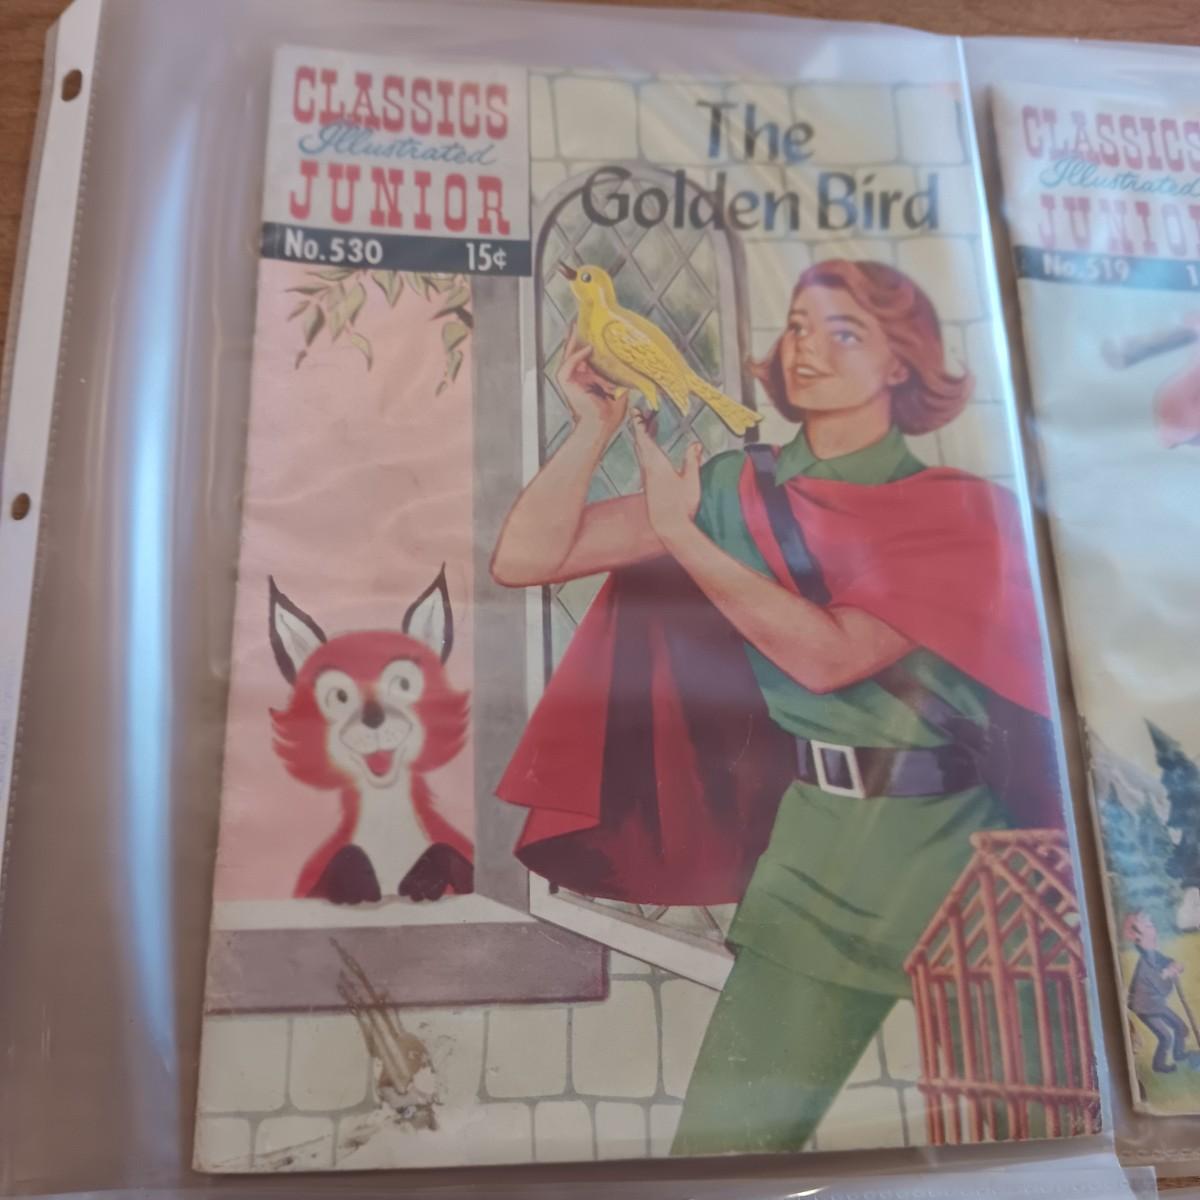 CLASSICS
Illustrated
JUNIOR
No.530 15¢
The
Golden Bird
CLASSICS
Illustrated
JUNIOR
No.519